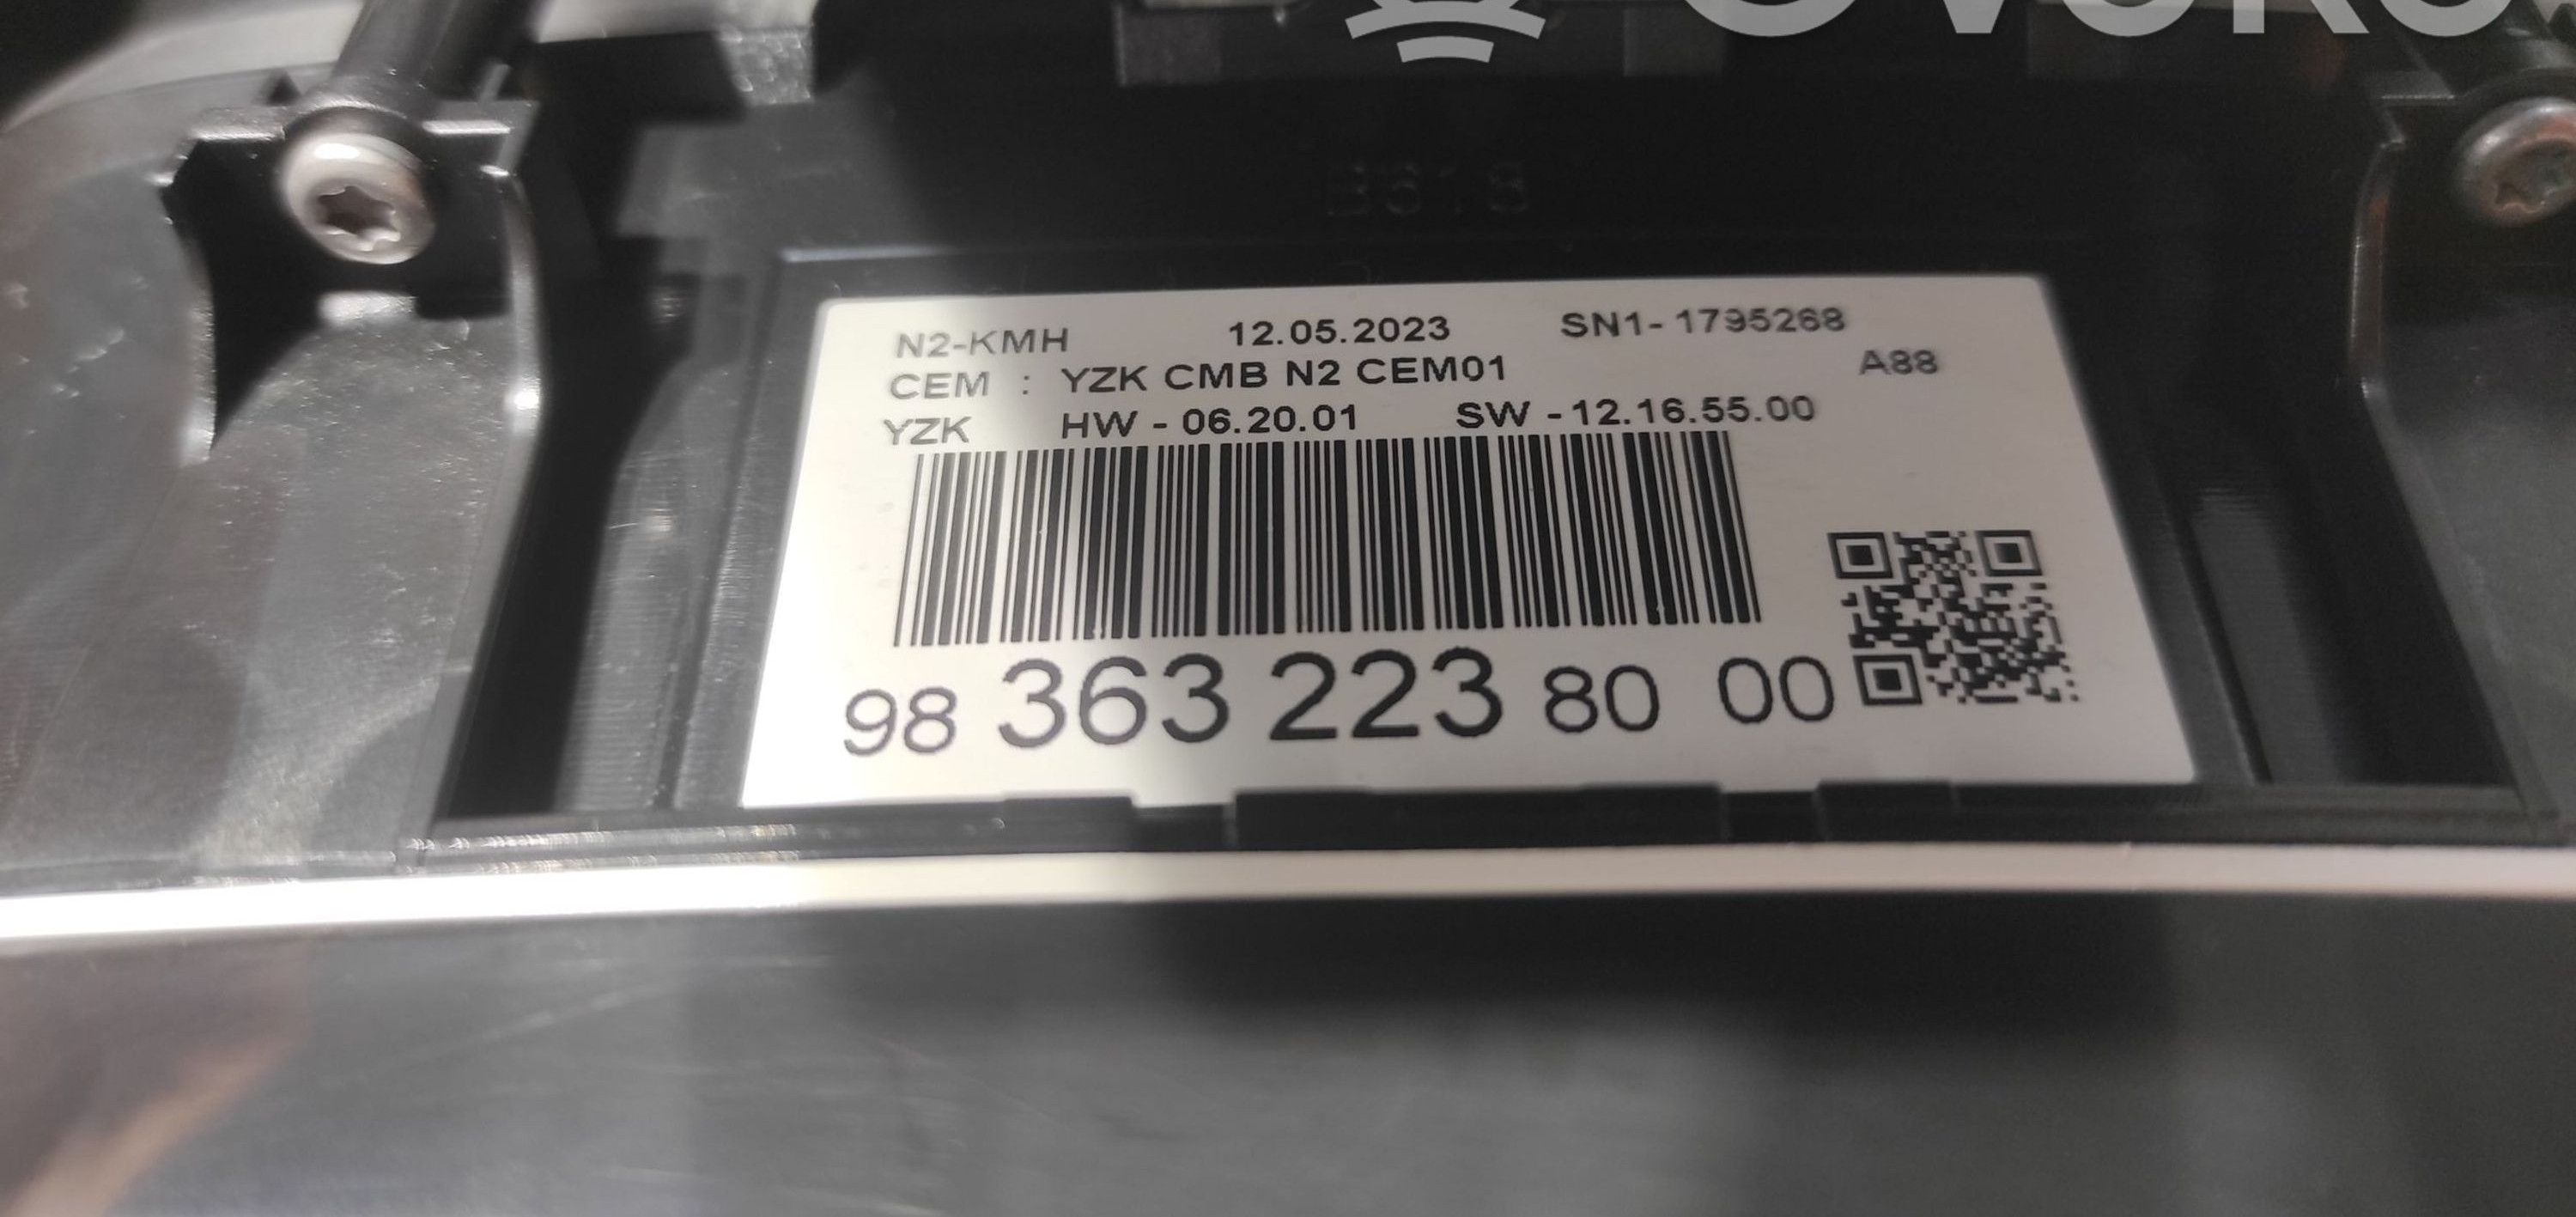 N2-KMH 12.05.2023 SN1-1795268
A88
CEM : YZK CMB N2 CEM01
YZK HW - 06.20.01 SW - 12.16.55.00
98 363 223 80 00